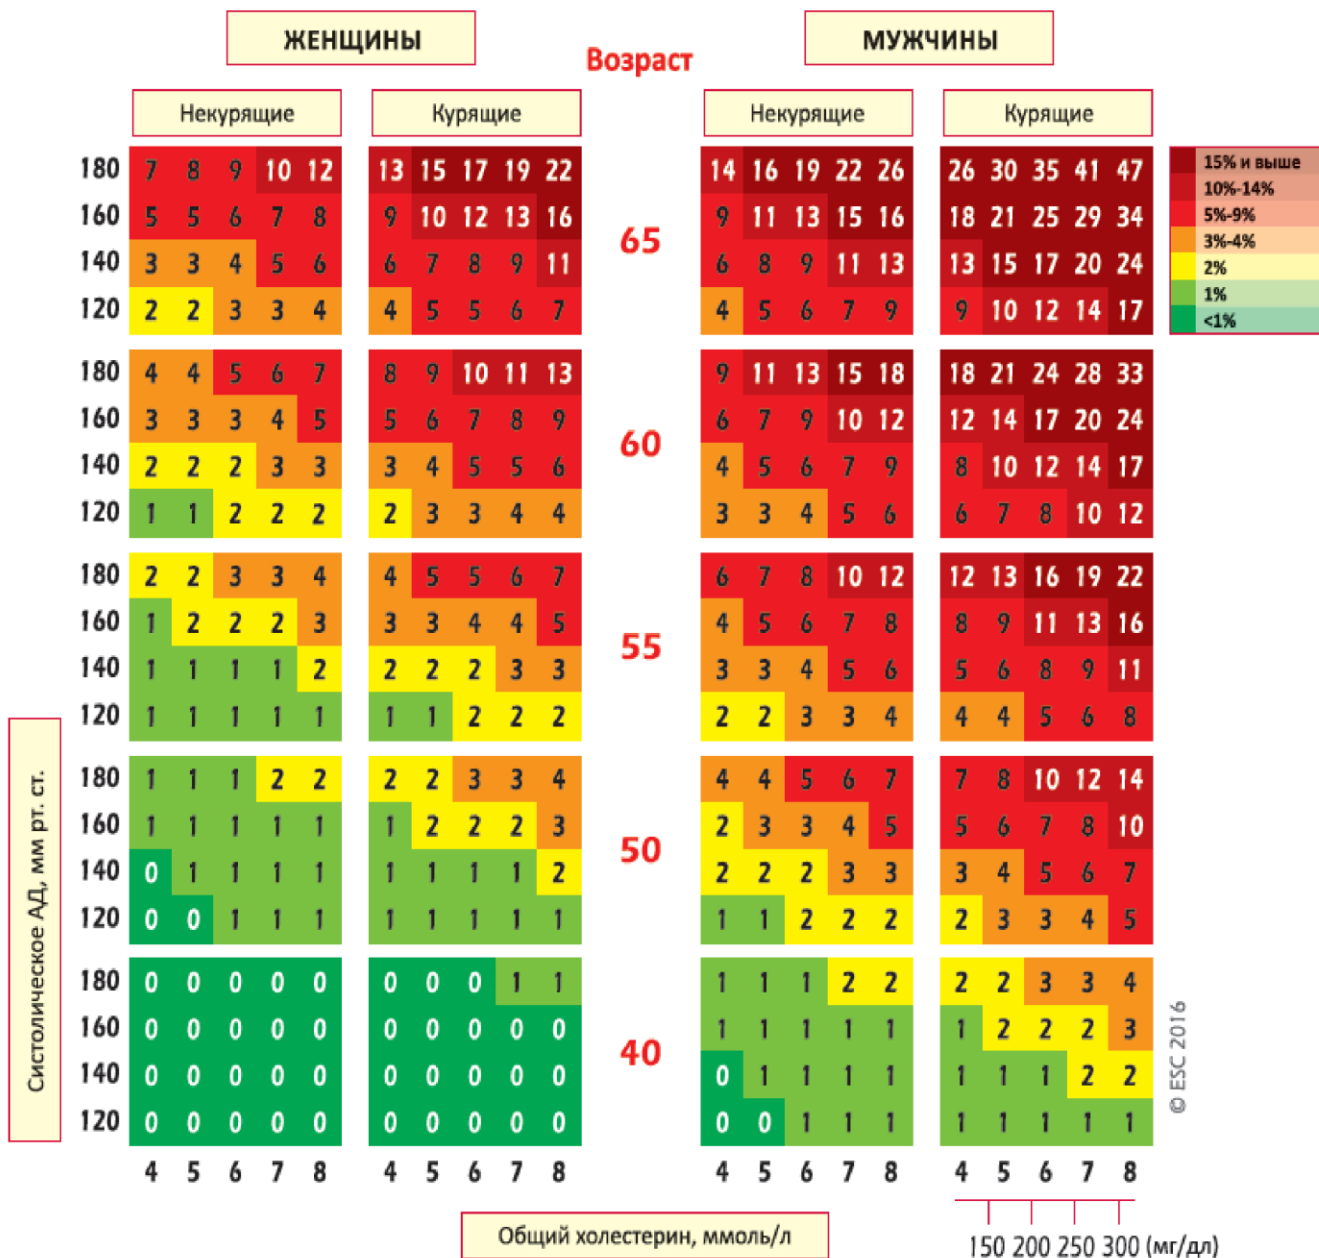 ЖЕНЩИНЫ МУЖЧИНЫ
Возраст
Некурящие Курящие Некурящие Курящие
180 7 8 9 10 12 13 15 17 19 22 14 16 19 22 26 26 30 35 41 47
160 5 5 6 7 8 9 10 12 13 16 9 11 13 15 16 18 21 25 29 34
65
140 3 3 4 5 6 6 7 8 9 11 6 8 9 11 13 13 15 17 20 24
120 2 2 3 3 4 4 5 5 6 7 4 5 6 7 9 9 10 12 14 17
15% и выше
10%-14%
5%-9%
3%-4%
2%
1%
<1%
180 4 4 5 6 7 8 9 10 11 13 9 11 13 15 18 18 21 24 28 33
160 3 3 3 4 5 5 6 7 8 9 6 7 9 10 12 12 14 17 20 24
60
140 2 2 2 3 3 3 4 5 5 6 4 5 6 7 9 8 10 12 14 17
120 1 1 2 2 2 2 3 3 4 4 3 3 4 5 6 6 7 8 10 12
180 2 2 3 3 4 4 5 5 6 7 6 7 8 10 12 12 13 16 19 22
160 1 2 2 2 3 3 3 4 4 5 4 5 6 7 8 8 9 11 13 16
55
140 1 1 1 1 2 2 2 2 3 3 3 3 4 5 6 5 6 8 9 11
120 1 1 1 1 1 1 1 2 2 2 2 2 3 3 4 4 4 5 6 8
180 1 1 1 2 2 2 2 3 3 4 4 4 5 6 7 7 8 10 12 14
160 1 1 1 1 1 1 2 2 2 3 2 3 3 4 5 5 6 7 8 10
50
140 0 1 1 1 1 1 1 1 1 2 2 2 2 3 3 3 4 5 6 7
120 0 0 1 1 1 1 1 1 1 1 1 1 2 2 2 2 3 3 4 5
180 0 0 0 0 0 0 0 0 1 1 1 1 1 2 2 2 2 3 3 4
160 0 0 0 0 0 0 0 0 0 0 1 1 1 1 1 1 2 2 2 3
40
140 0 0 0 0 0 0 0 0 0 0 0 1 1 1 1 1 1 1 2 2
120 0 0 0 0 0 0 0 0 0 0 0 0 1 1 1 1 1 1 1 1
4 5 6 7 8 4 5 6 7 8 4 5 6 7 8 4 5 6 7 8
Систолическое АД, мм рт. ст.
© ESC 2016
Общий холестерин, ммоль/л
150 200 250 300 (мг/дл)